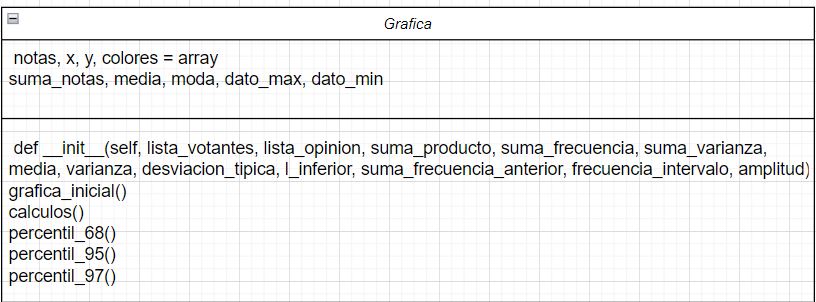 Grafica
notas, x, y, colores = array
suma_notas, media, moda, dato_max, dato_min
def __init__(self, lista_votantes, lista_opinion, suma_producto, suma_frecuencia, suma_varianza,
media, varianza, desviacion_tipica, l_inferior, suma_frecuencia_anterior, frecuencia_intervalo, amplitud)
grafica_inicial()
calculos()
percentil_68()
percentil_95()
percentil_97()